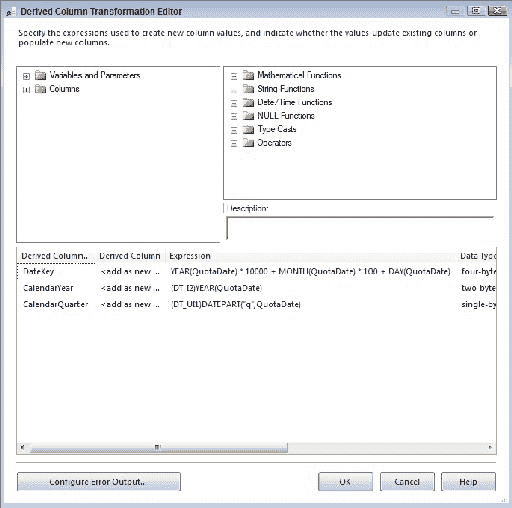 Derived Column Transformation Editor
Specify the expressions used to create new column values, and indicate whether the values update existing columns or
populate new columns.
Variables and Parameters
Columns
Mathematical Functions
String Functions
Date/Time Functions
NULL Functions
Type Casts
Operators
Description:
Derived Column... Derived Column Expression Data Type
DateKey <add as new ... YEAR(QuotaDate) * 10000 + MONTH(QuotaDate) * 100 + DAY(QuotaDate) four-byte
CalendarYear <add as new ... (DT_I2)YEAR(QuotaDate) two-byte
CalendarQuarter <add as new ... (DT_UI1)DATEPART("q",QuotaDate) single-by
Configure Error Output... OK Cancel Help